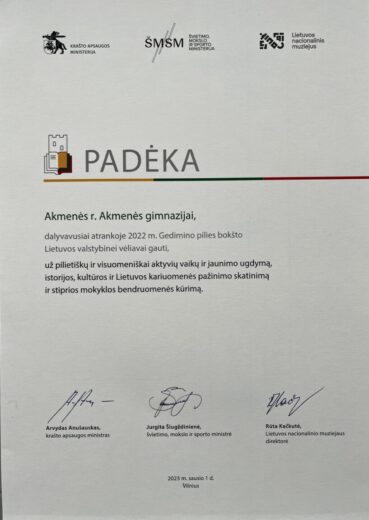 KRAŠTO APSAUGOS
MINISTERIJA
ŠMSM
ŠVIETIMO,
MOKSLO
IR SPORTO
MINISTERIJA
Lietuvos
nacionalinis
muziejus
PADĖKA
Akmenės r. Akmenės gimnazijai,
dalyvavusiai atrankoje 2022 m. Gedimino pilies bokšto
Lietuvos valstybinei vėliavai gauti,
už pilietiškų ir visuomeniškai aktyvių vaikų ir jaunimo ugdymą,
istorijos, kultūros ir Lietuvos kariuomenės pažinimo skatinimą
ir stiprios mokyklos bendruomenės kūrimą.
Arvydas Anušauskas,
krašto apsaugos ministras
Jurgita Šiugždinienė,
švietimo, mokslo ir sporto ministrė
Rūta Kačkutė,
Lietuvos nacionalinio muziejaus
direktorė
2023 m. sausio 1 d.
Vilnius